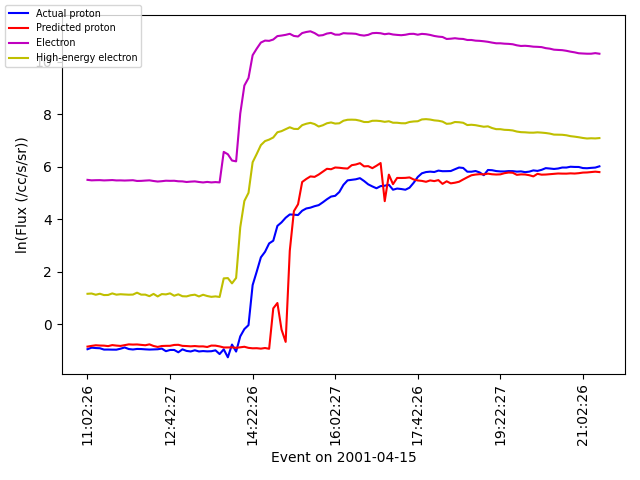 Actual proton
Predicted proton
Electron
High-energy electron
ln(Flux (/cc/s/sr))
10
8
6
4
2
0
11:02:26
12:42:27
14:22:26
16:02:27
17:42:26
19:22:27
21:02:26
Event on 2001-04-15